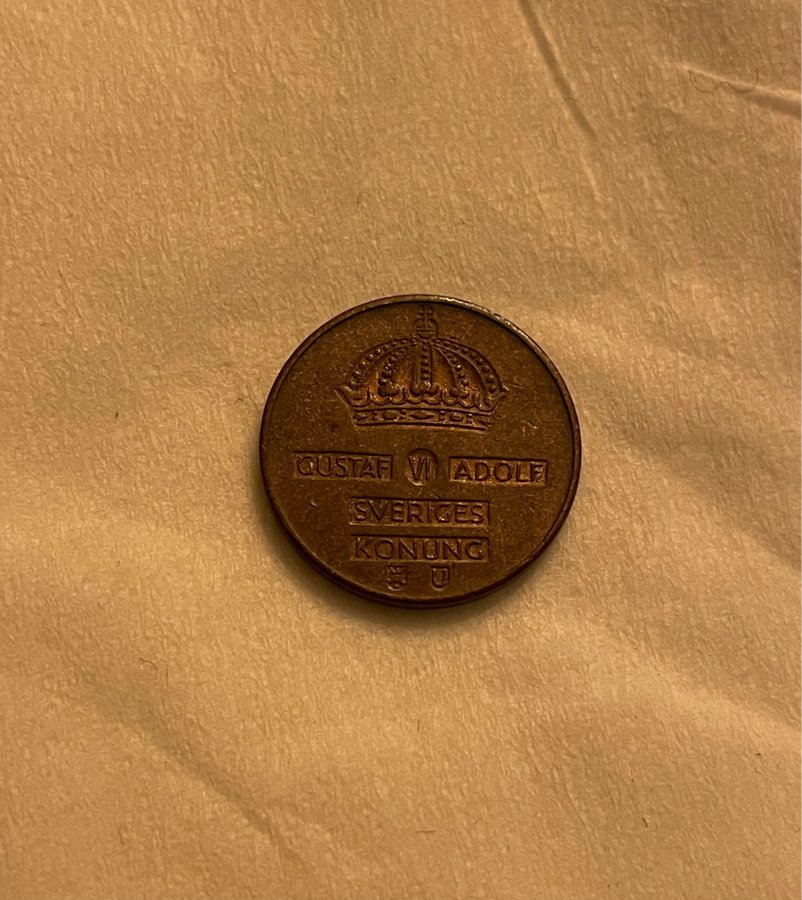 GUSTAF VI ADOLF
SVERIGES
KONUNG
U